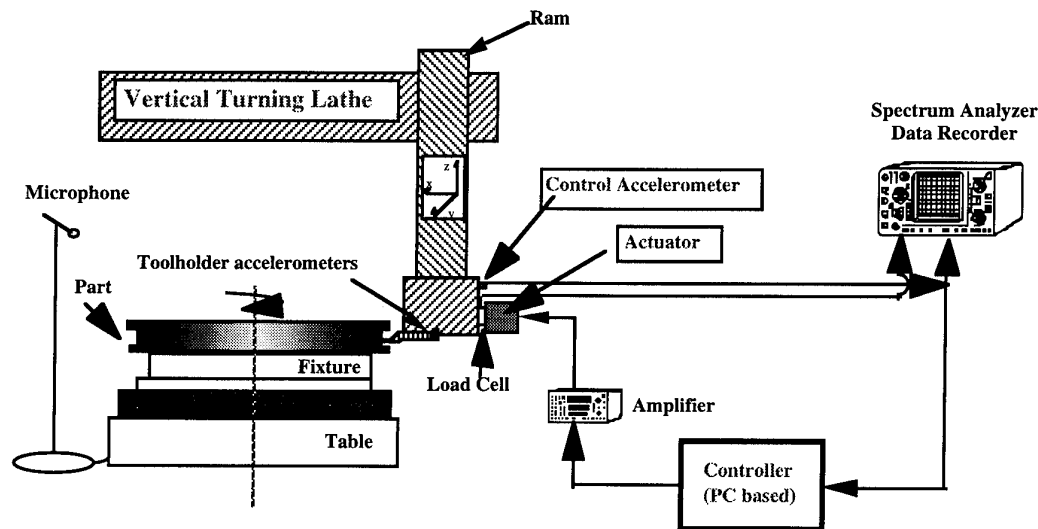 Ram
Vertical Turning Lathe
Spectrum Analyzer
Data Recorder
z
x
y
Microphone
Control Accelerometer
Actuator
Toolholder accelerometers
Part
Fixture
Load Cell
Amplifier
Table
Controller
(PC based)